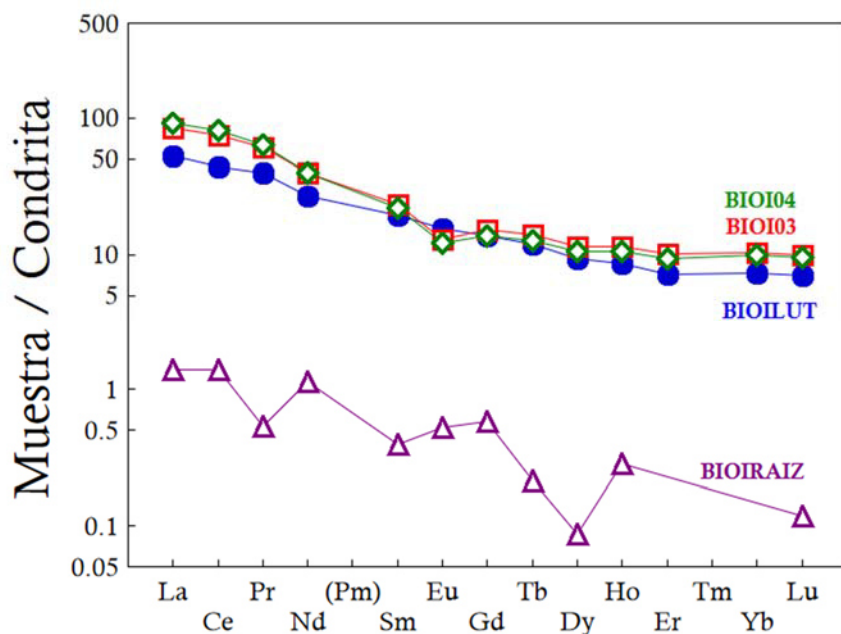 Muestra / Condrita
500
100
50
10
5
1
0.5
0.1
0.05
BIOI04
BIOI03
BIOILUT
BIOIRAIZ
La Pr (Pm) Eu Tb Ho Tm Lu
Ce Nd Sm Gd Dy Er Yb